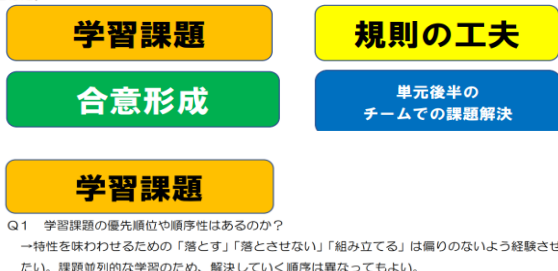 学習課題
規則の工夫
合意形成
単元後半の
チームでの課題解決
学習課題
Q1 学習課題の優先順位や順序性はあるのか？
→特性を味わわせるための「落とす」「落とさせない」「組み立てる」は偏りのないよう経験させ
たい。課題並列的な学習のため、解決していく順序は異なってもよい。